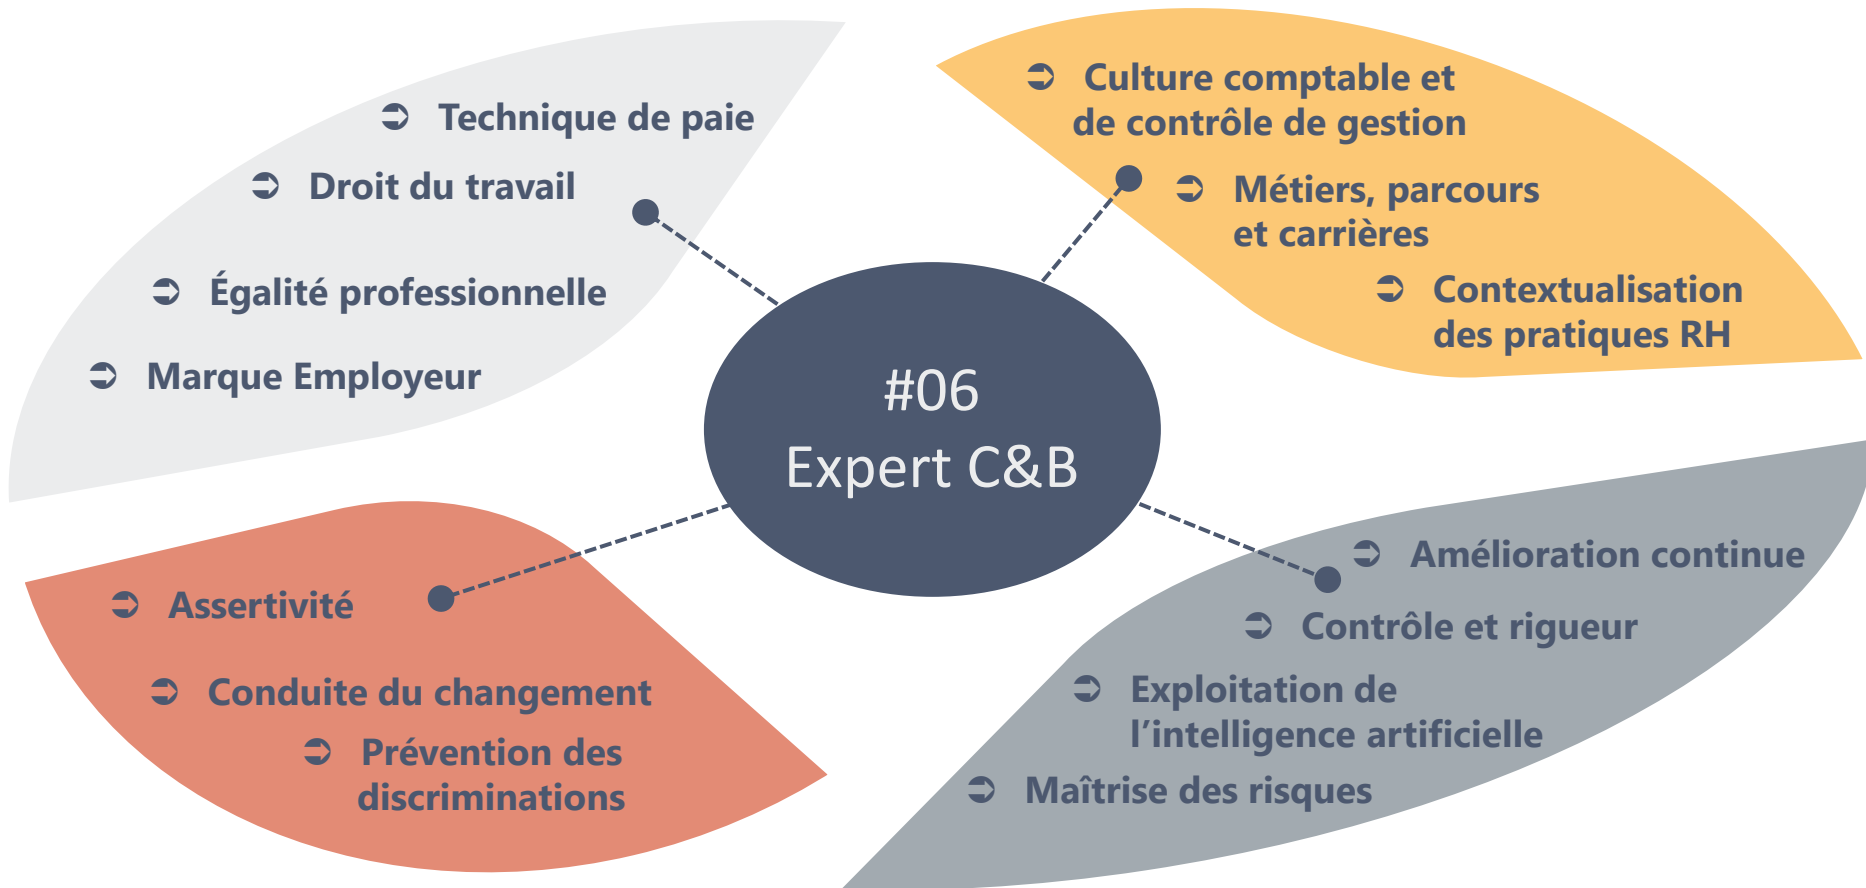 ➲ Technique de paie
➲ Droit du travail
➲ Égalité professionnelle
➲ Marque Employeur
➲ Culture comptable et
de contrôle de gestion
➲ Métiers, parcours
et carrières
➲ Contextualisation
des pratiques RH
#06
Expert C&B
➲ Assertivité
➲ Conduite du changement
➲ Prévention des
discriminations
➲ Amélioration continue
➲ Contrôle et rigueur
➲ Exploitation de
l’intelligence artificielle
➲ Maîtrise des risques